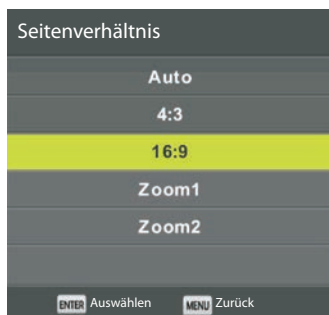 Seitenverhältnis
Auto
4:3
16:9
Zoom1
Zoom2
ENTER Auswählen MENU Zurück